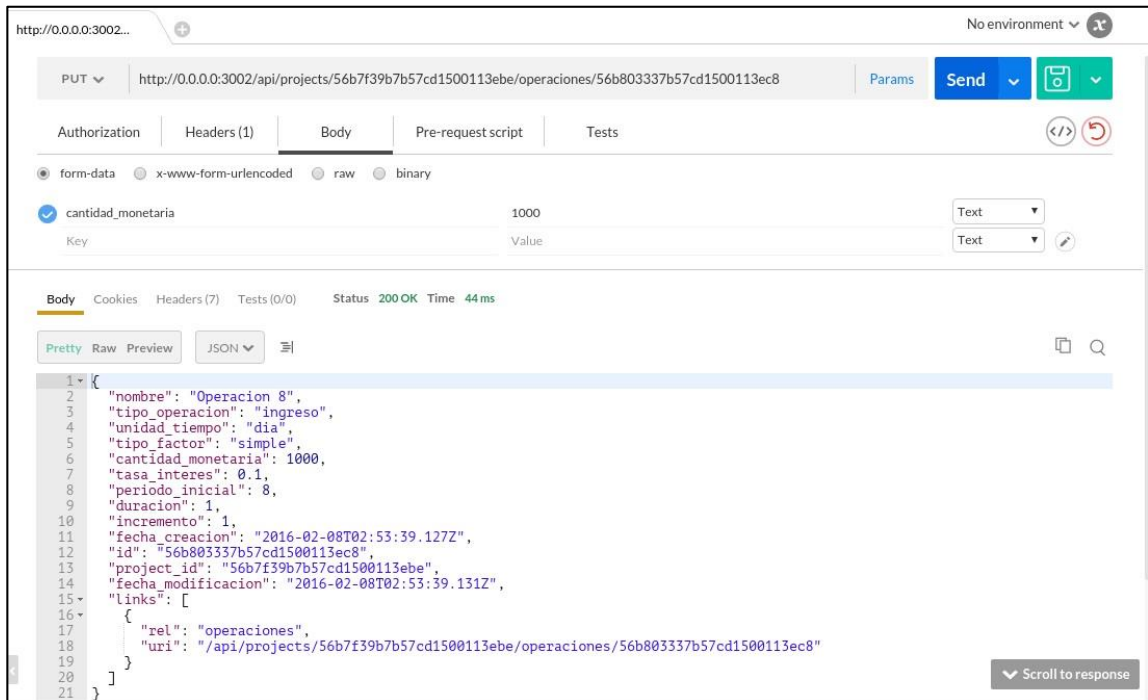 http://0.0.0.0:3002...
No environment
PUT http://0.0.0.0:3002/api/projects/56b7f39b7b57cd1500113ebe/operaciones/56b803337b57cd1500113ec8 Params Send
Authorization Headers (1) Body Pre-request script Tests
form-data x-www-form-urlencoded raw binary
cantidad_monetaria 1000 Text
Key Value Text
Body Cookies Headers (7) Tests (0/0) Status 200 OK Time 44 ms
Pretty Raw Preview JSON
1 {
2 "nombre": "Operacion 8",
3 "tipo_operacion": "ingreso",
4 "unidad_tiempo": "dia",
5 "tipo_factor": "simple",
6 "cantidad_monetaria": 1000,
7 "tasa_interes": 0.1,
8 "periodo_inicial": 8,
9 "duracion": 1,
10 "incremento": 1,
11 "fecha_creacion": "2016-02-08T02:53:39.127Z",
12 "id": "56b803337b57cd1500113ec8",
13 "project_id": "56b7f39b7b57cd1500113ebe",
14 "fecha_modificacion": "2016-02-08T02:53:39.131Z",
15 "links": [
16 {
17 "rel": "operaciones",
18 "uri": "/api/projects/56b7f39b7b57cd1500113ebe/operaciones/56b803337b57cd1500113ec8"
19 }
20 ]
21 }
Scroll to response